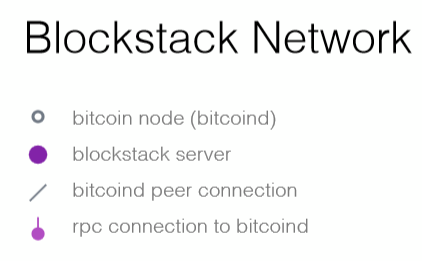 Blockstack Network
bitcoin node (bitcoind)
blockstack server
bitcoind peer connection
rpc connection to bitcoind